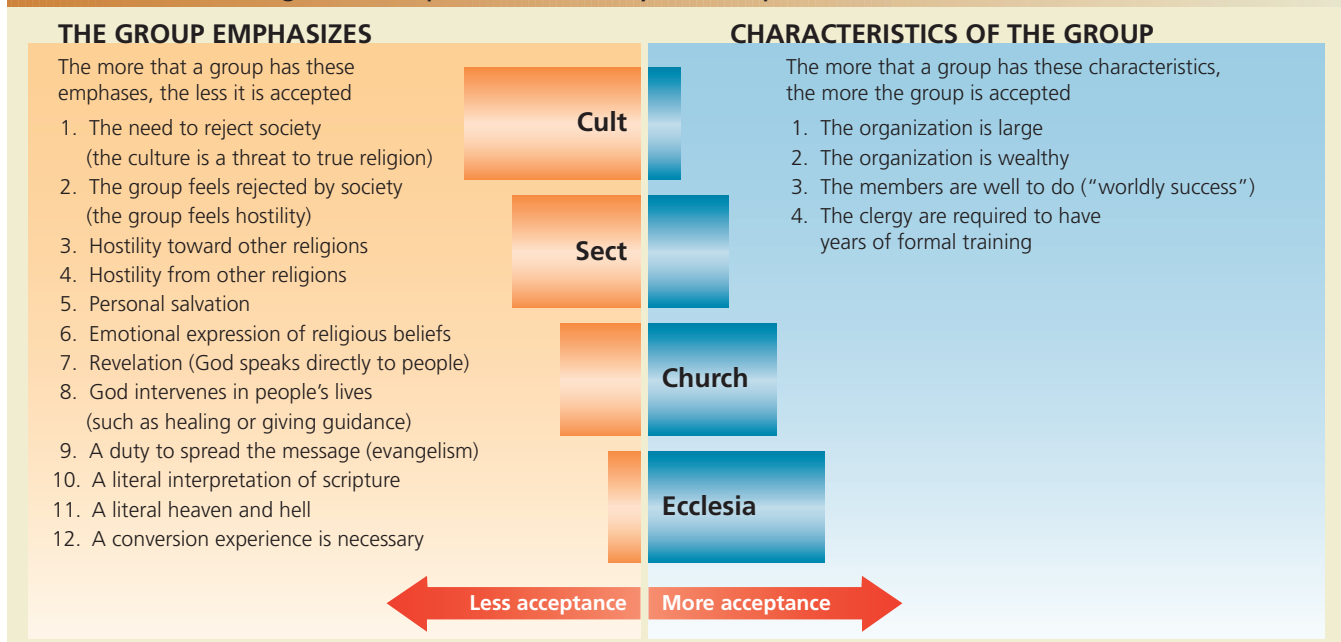 THE GROUP EMPHASIZES
The more that a group has these
emphases, the less it is accepted
1. The need to reject society
(the culture is a threat to true religion)
2. The group feels rejected by society
(the group feels hostility)
3. Hostility toward other religions
4. Hostility from other religions
5. Personal salvation
6. Emotional expression of religious beliefs
7. Revelation (God speaks directly to people)
8. God intervenes in people’s lives
(such as healing or giving guidance)
9. A duty to spread the message (evangelism)
10. A literal interpretation of scripture
11. A literal heaven and hell
12. A conversion experience is necessary
Cult
Sect
Church
Ecclesia
CHARACTERISTICS OF THE GROUP
The more that a group has these characteristics,
the more the group is accepted
1. The organization is large
2. The organization is wealthy
3. The members are well to do (“worldly success”)
4. The clergy are required to have
years of formal training
Less acceptance
More acceptance